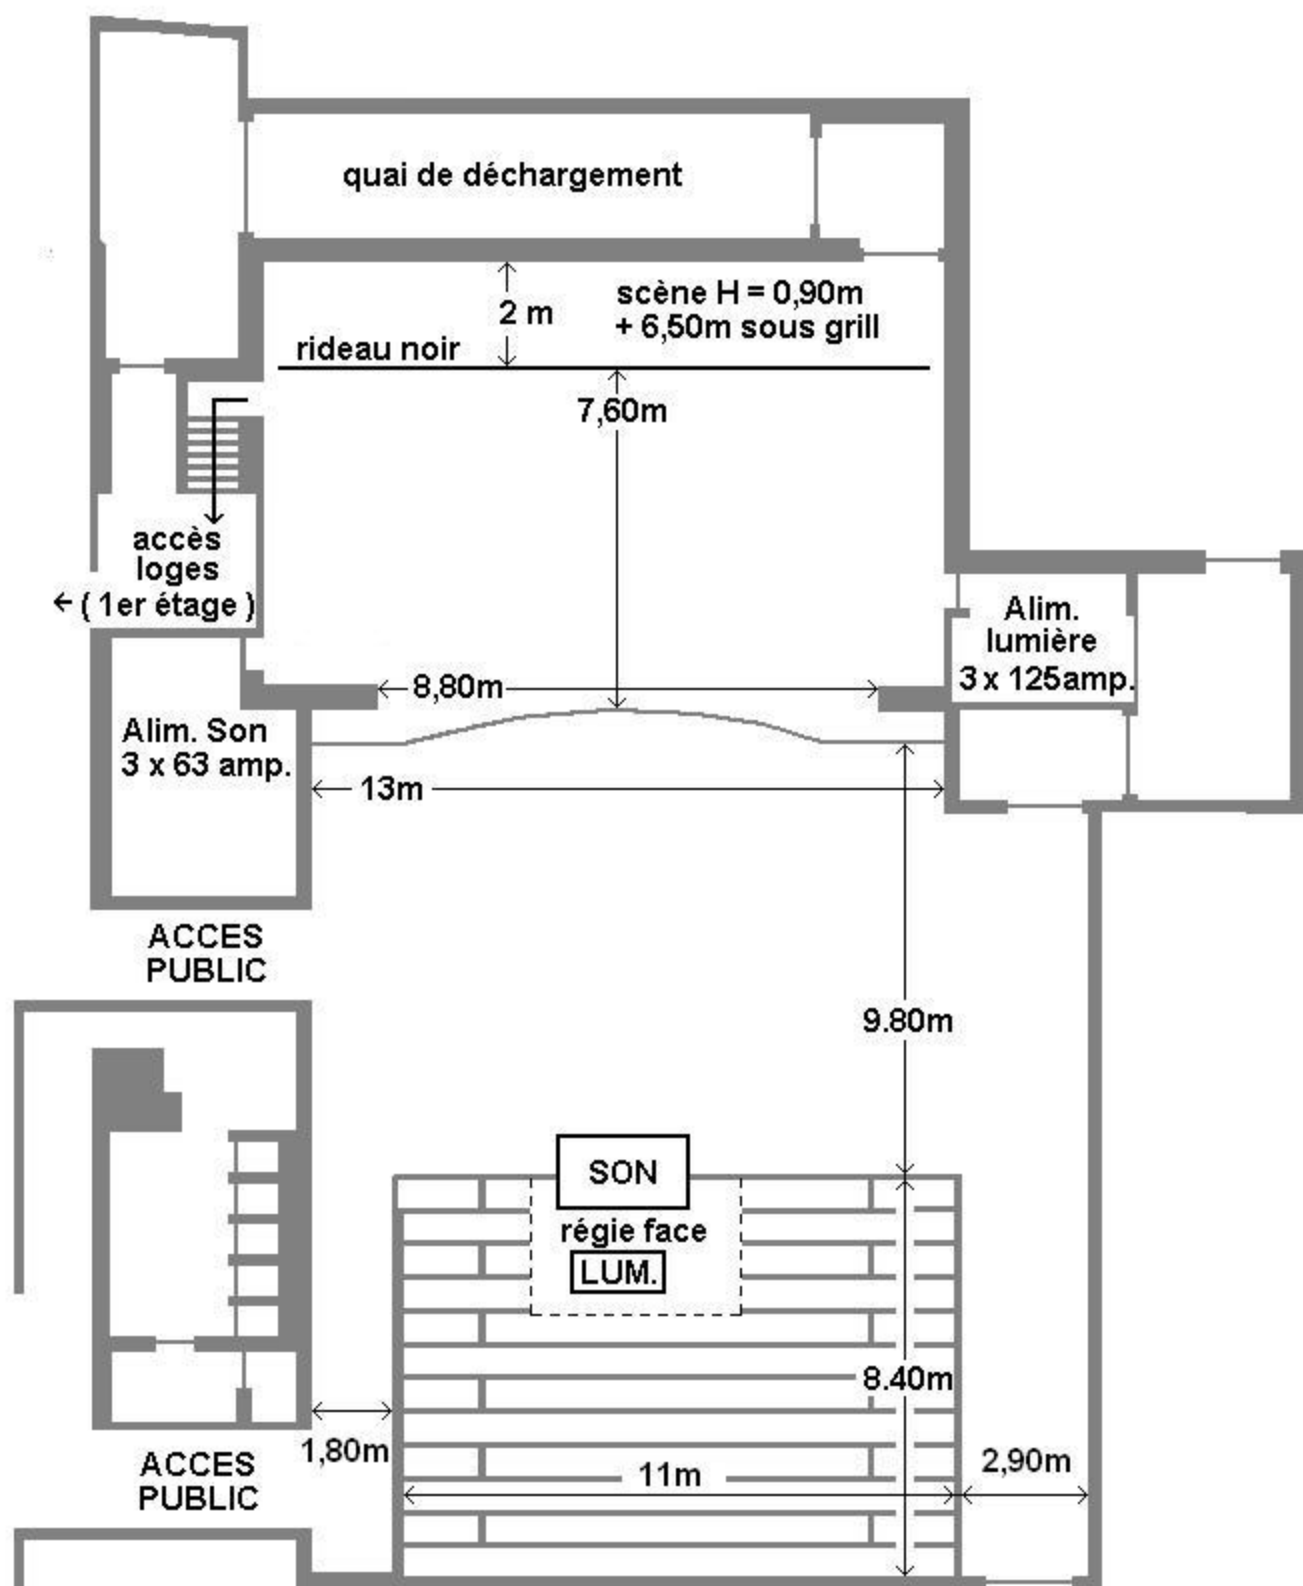 quai de déchargement
2 m
scène H = 0,90m
+ 6,50m sous grill
rideau noir
7,60m
accès
loges
← ( 1er étage )
Alim.
lumière
3 x 125amp.
8,80m
Alim. Son
3 x 63 amp.
13m
ACCES
PUBLIC
9.80m
SON
régie face
LUM.
8.40m
1,80m
11m
2,90m
ACCES
PUBLIC